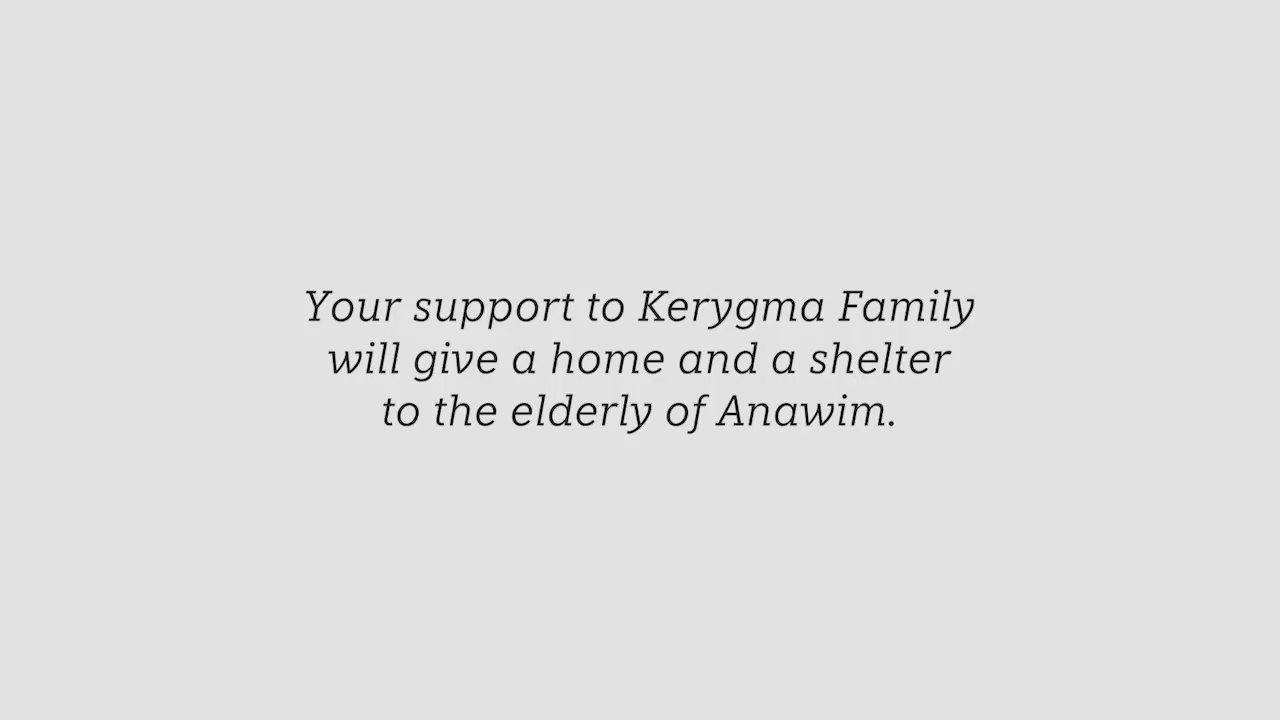 Your support to Kerygma Family
will give a home and a shelter
to the elderly of Anawim.